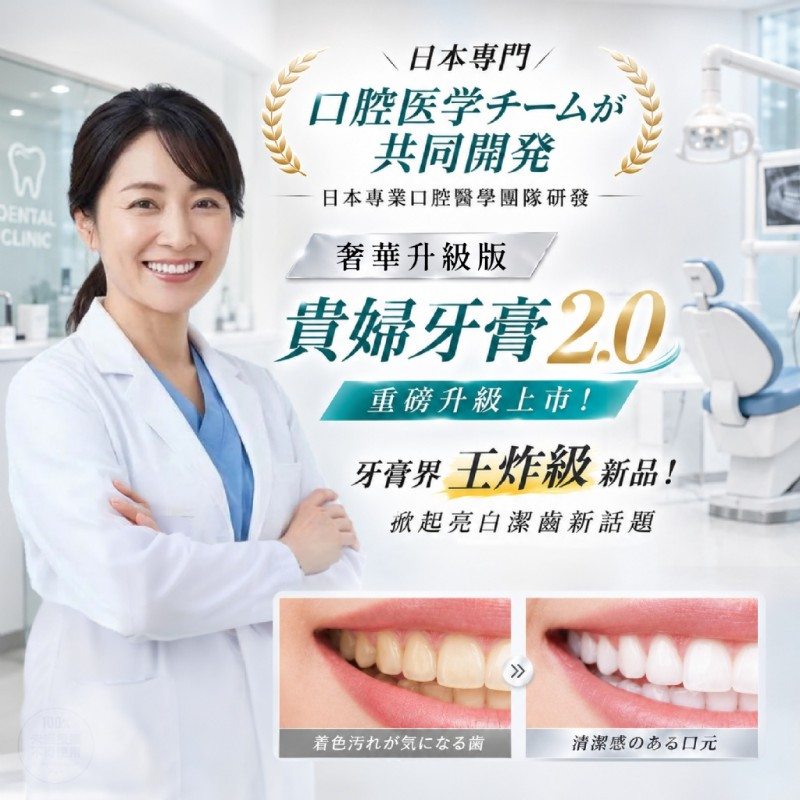 日本専門
口腔医学チームが
共同開発
日本專業口腔醫學團隊研發
奢華升級版
貴婦牙膏2.0
重磅升級上市！
牙膏界 王炸級 新品！
掀起亮白潔齒新話題
DENTAL
CLINIC
着色汚れが気になる歯
清潔感のある口元